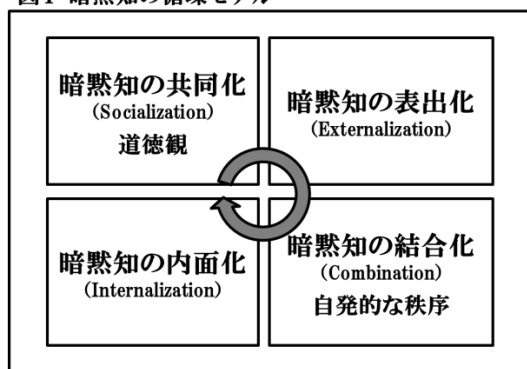 図1 暗黙知の循環モデル
暗黙知の共同化
(Socialization)
道徳観
暗黙知の表出化
(Externalization)
暗黙知の内面化
(Internalization)
暗黙知の結合化
(Combination)
自発的な秩序